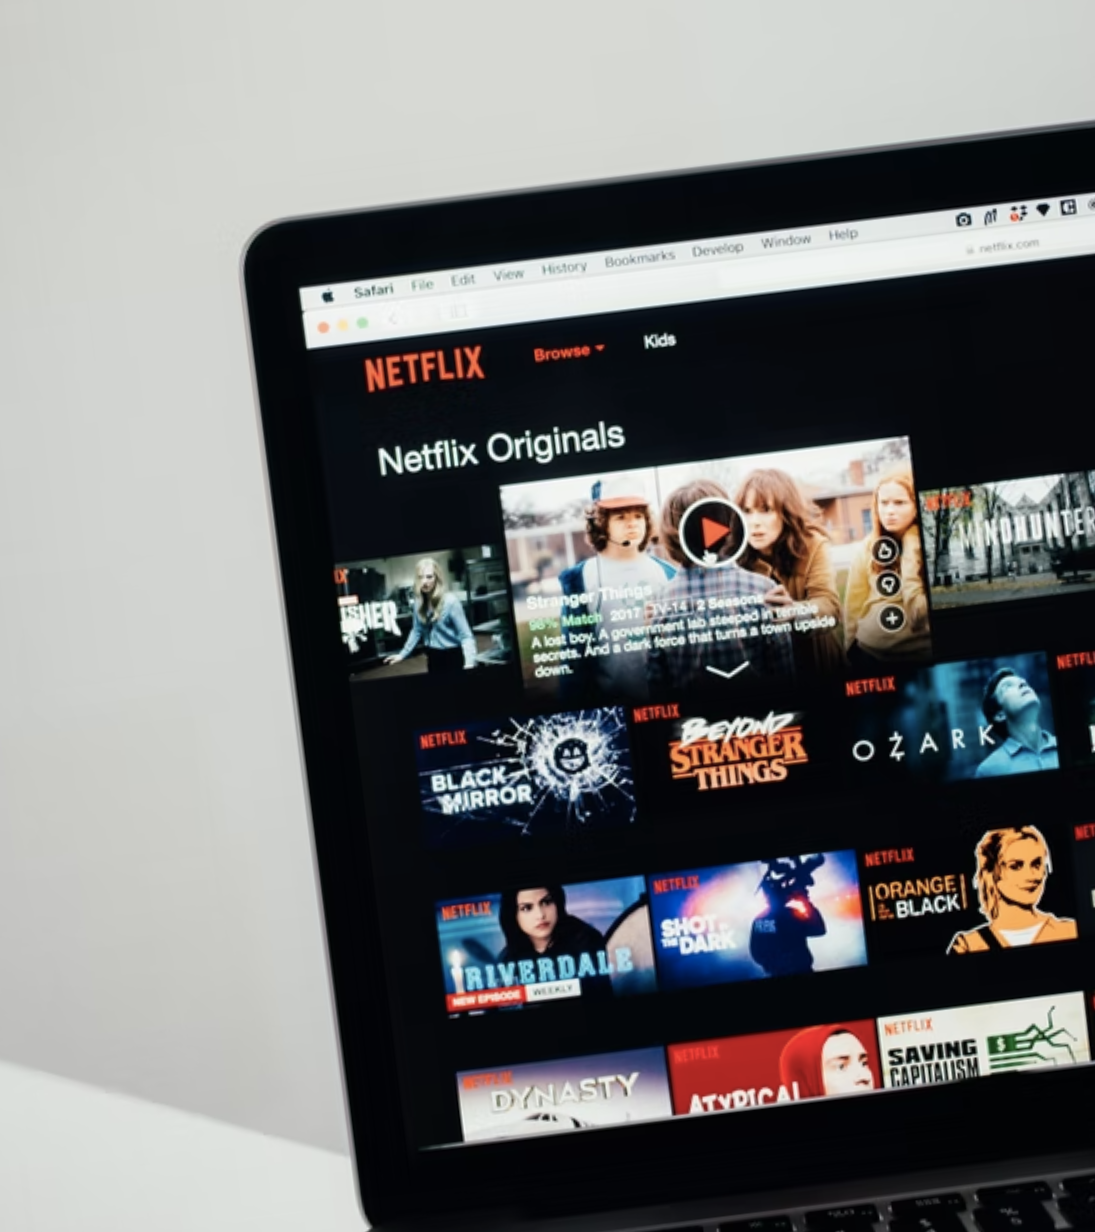 Safari File Edit View History Bookmarks Develop Window Help
netflix.com
NETFLIX Browse Kids
Netflix Originals
ISHER
Stranger Things
98% Match 2017 TV-14 2 Seasons
A lost boy. A government lab steeped in terrible
secrets. And a dark force that turns a town upside
down.
NETFLIX
MINDHUNTER
NETFLIX
BLACK
MIRROR
NETFLIX
BEYOND
STRANGER
THINGS
NETFLIX
OZARK
NETFLIX
NETFLIX
RIVERDALE
NEW EPISODE WEEKLY
NETFLIX
SHOT
IN THE
DARK
NETFLIX
ORANGE
IS THE NEW
BLACK
NETFLIX
DYNASTY
NETFLIX
ATYPICAL
NETFLIX
SAVING
CAPITALISM
$